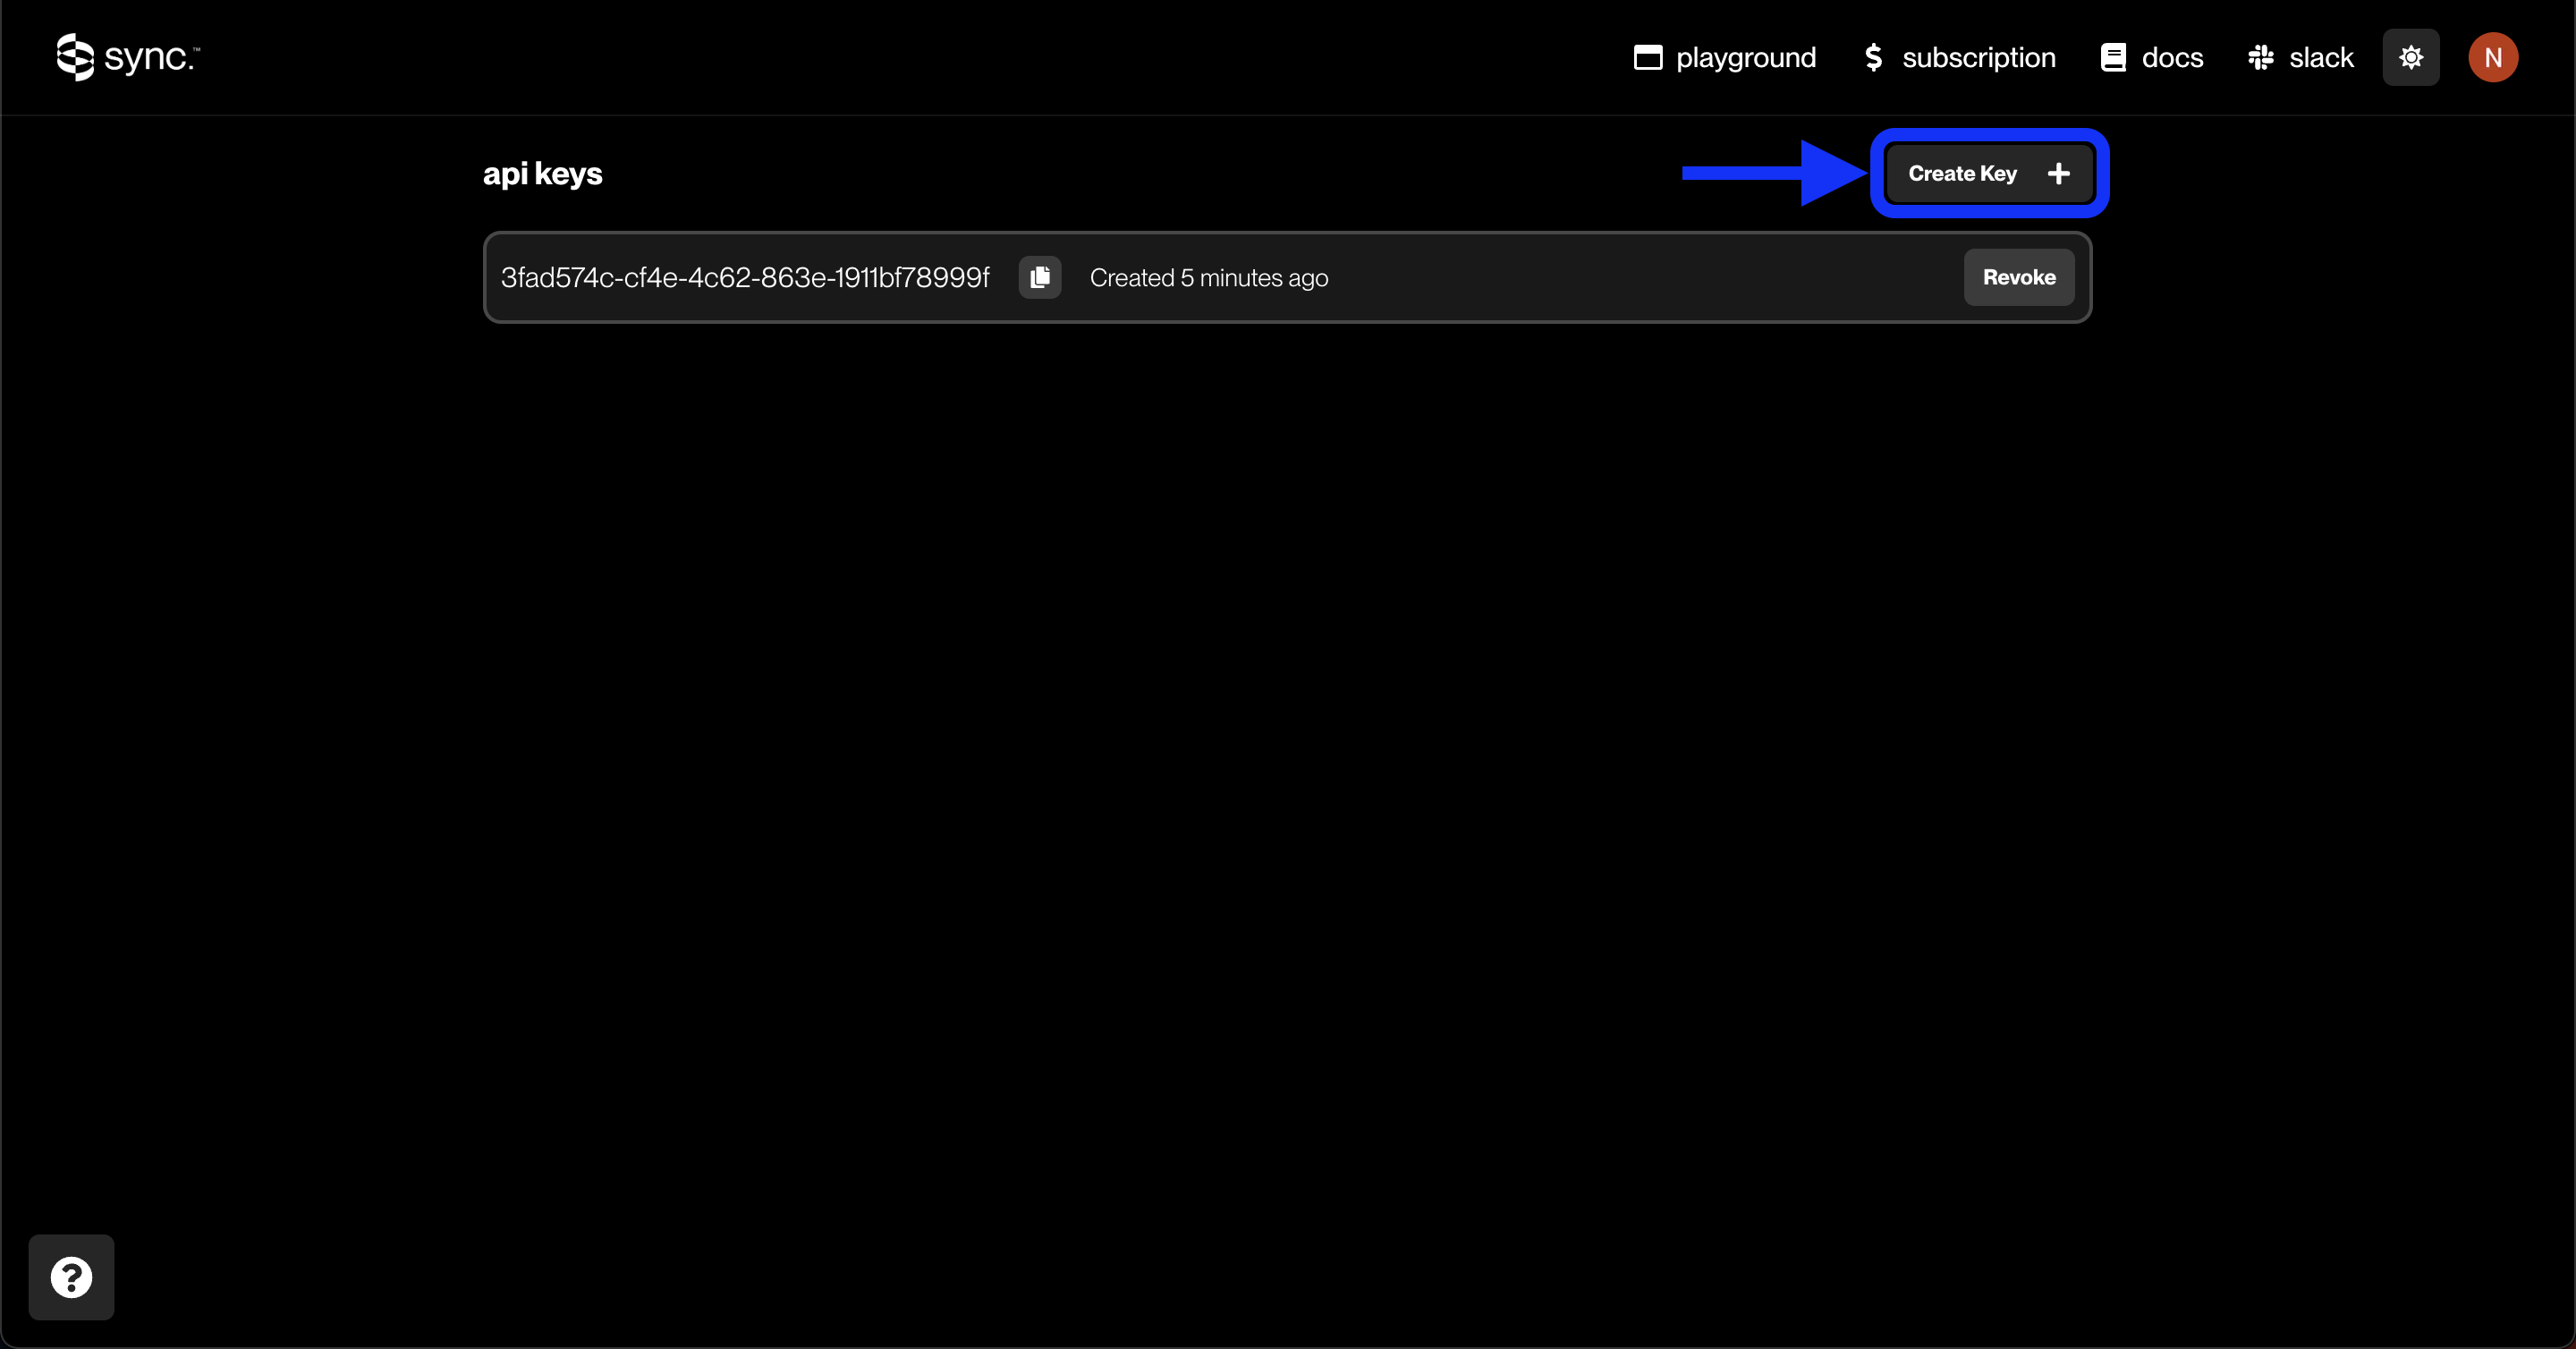 sync.™
playground
subscription
docs
slack
N
api keys
Create Key
3fad574c-cf4e-4c62-863e-1911bf78999f
Created 5 minutes ago
Revoke
?